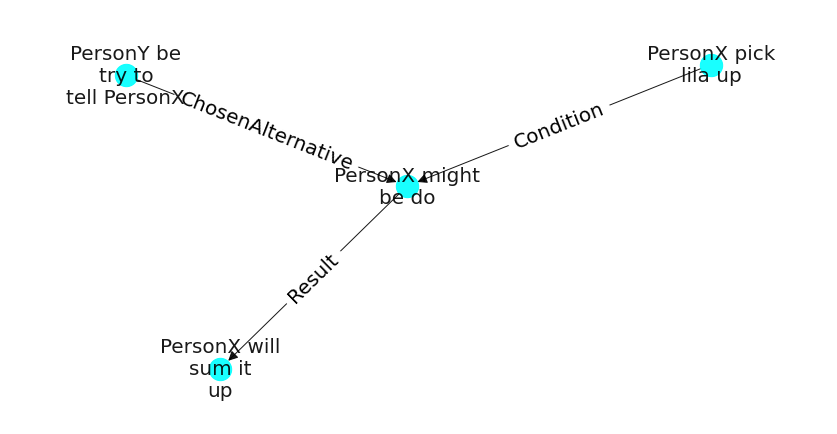 PersonY be
try to
tell PersonX
PersonX pick
lila up
ChosenAlternative
Condition
PersonX might
be do
Result
PersonX will
sum it
up